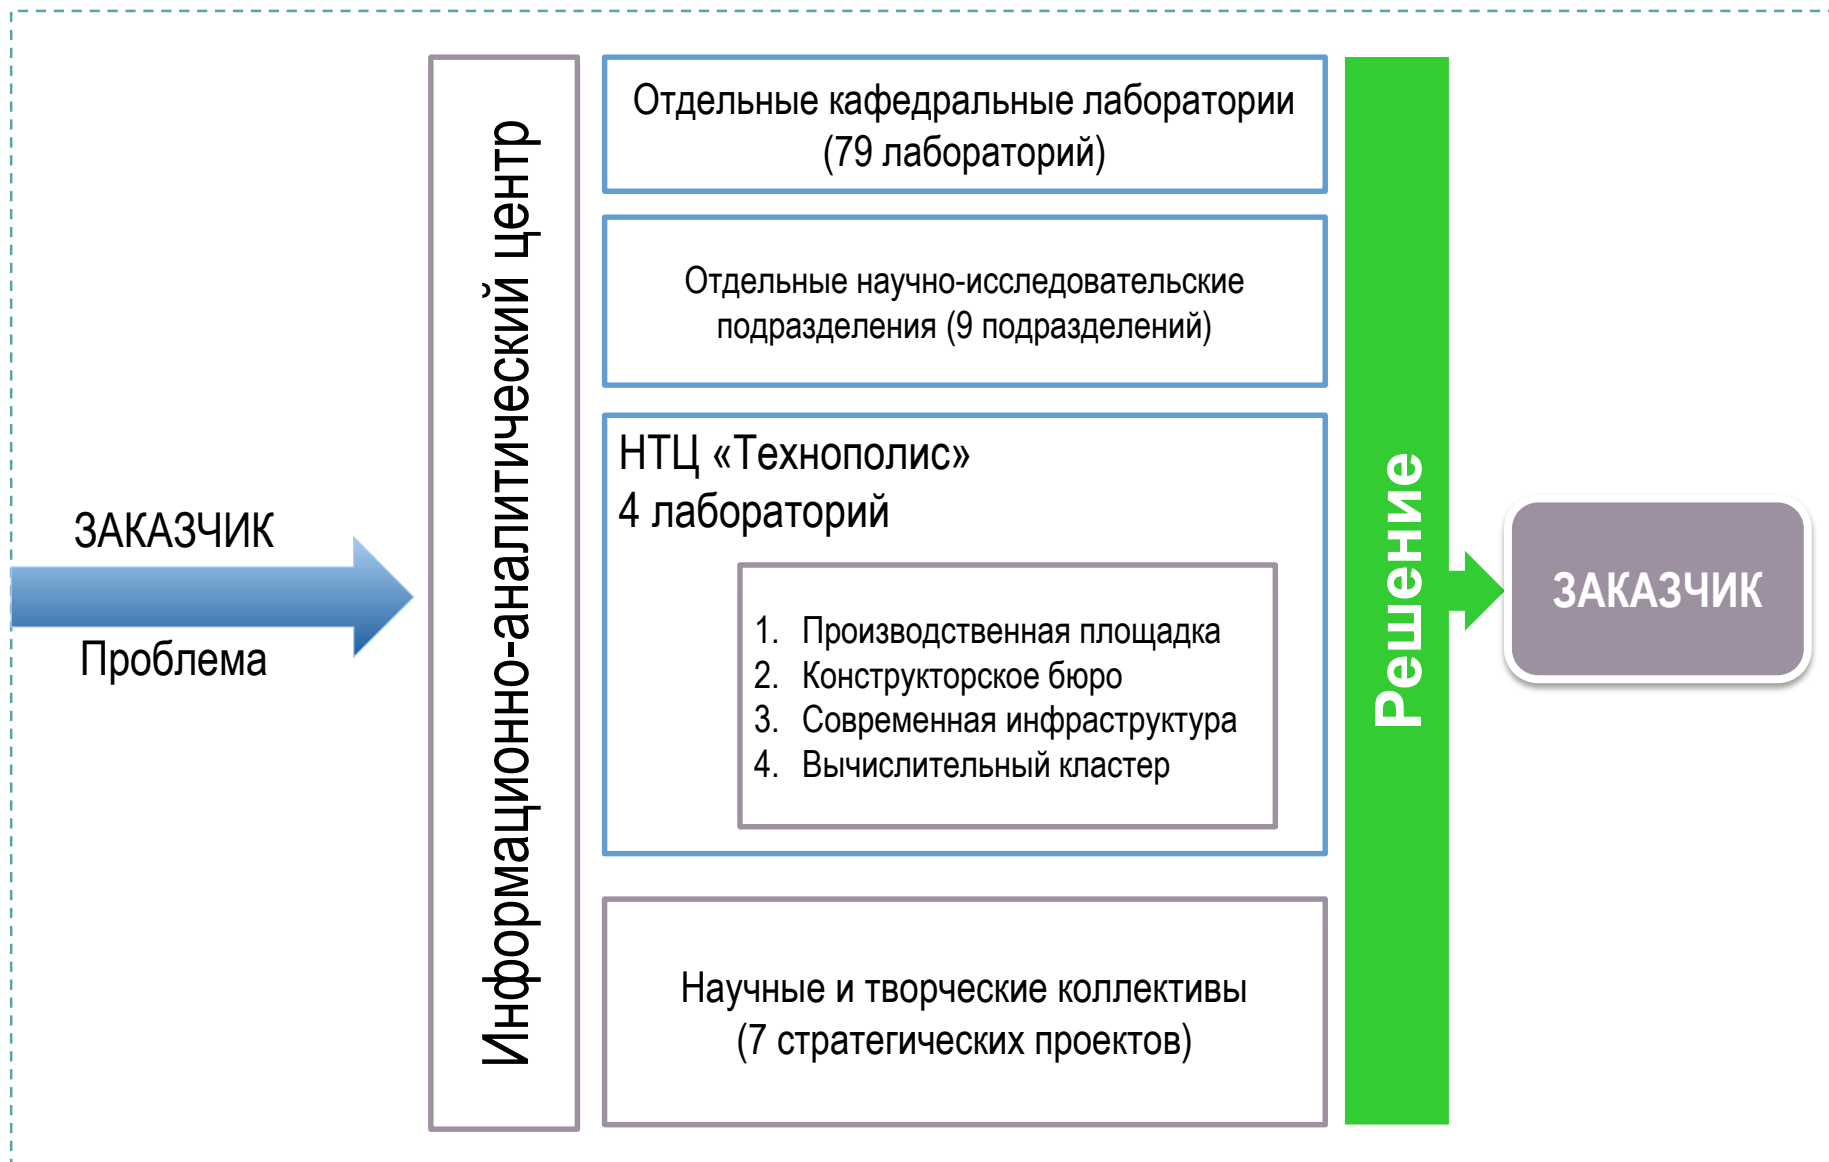 ЗАКАЗЧИК
Проблема
Информационно-аналитический центр
Отдельные кафедральные лаборатории
(79 лабораторий)
Отдельные научно-исследовательские
подразделения (9 подразделений)
НТЦ «Технополис»
4 лабораторий
1. Производственная площадка
2. Конструкторское бюро
3. Современная инфраструктура
4. Вычислительный кластер
Научные и творческие коллективы
(7 стратегических проектов)
Решение
ЗАКАЗЧИК